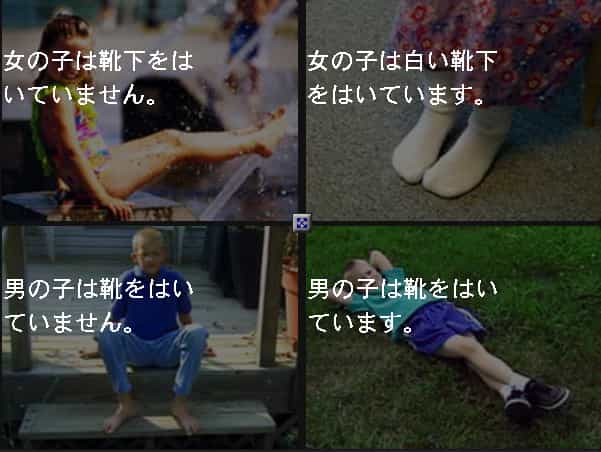 女の子は靴下をは
いていません。
女の子は白い靴下
をはいています。
男の子は靴をはい
ていません。
男の子は靴をはい
ています。